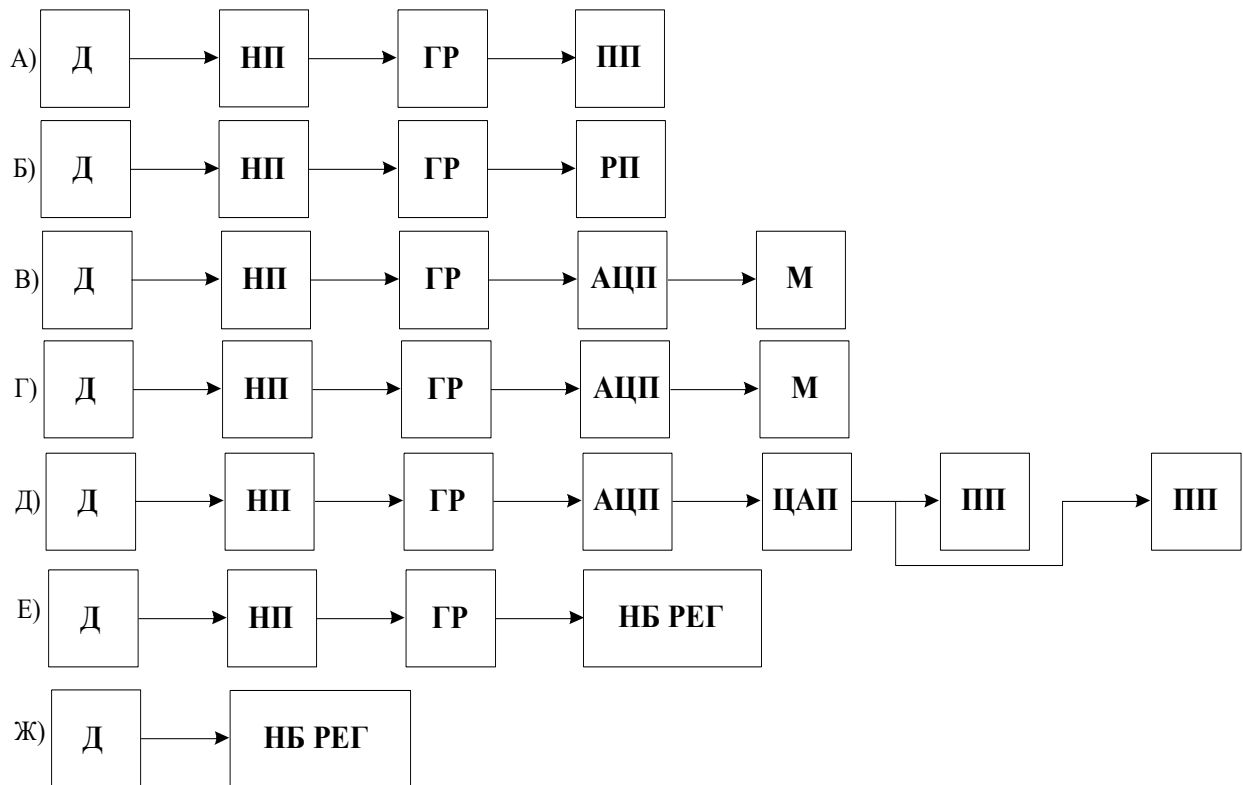 А) Д НП ГР ПП
Б) Д НП ГР РП
В) Д НП ГР АЦП М
Г) Д НП ГР АЦП М
Д) Д НП ГР АЦП ЦАП ПП ПП
Е) Д НП ГР НБ РЕГ
Ж) Д НБ РЕГ